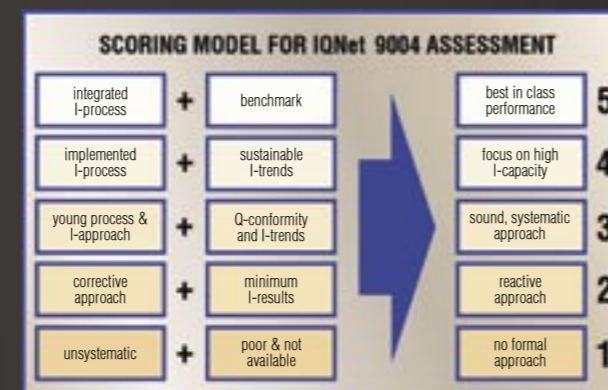 SCORING MODEL FOR IQNet 9004 ASSESSMENT
integrated
I-process
+
benchmark
best in class
performance
5
implemented
I-process
+
sustainable
I-trends
focus on high
I-capacity
4
young process &
I-approach
+
Q-conformity
and I-trends
sound, systematic
approach
3
corrective
approach
+
minimum
I-results
reactive
approach
2
unsystematic
+
poor & not
available
no formal
approach
1